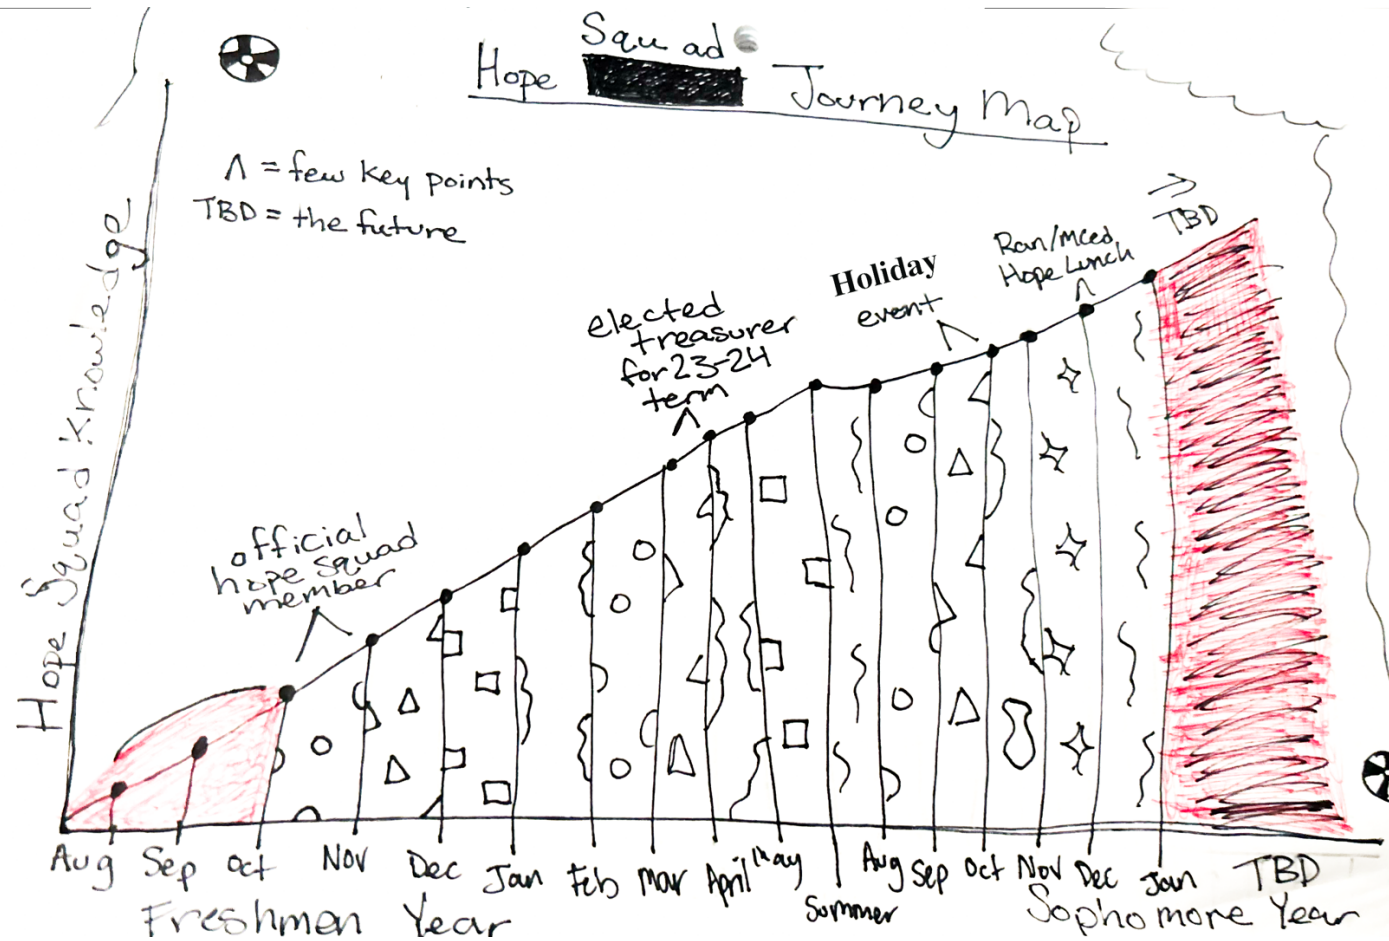 Squad
Hope Journey Map
Λ = few key points
TBD = the future
Hope Squad Knowledge
official
hope squad
member
elected
treasurer
for 23-24
term
Holiday
event
Ran/MCed
Hope Lunch
TBD
Aug Sep Oct Nov Dec Jan Feb Mar April May Summer Aug Sep Oct Nov Dec Jan TBD
Freshmen Year Sophomore Year